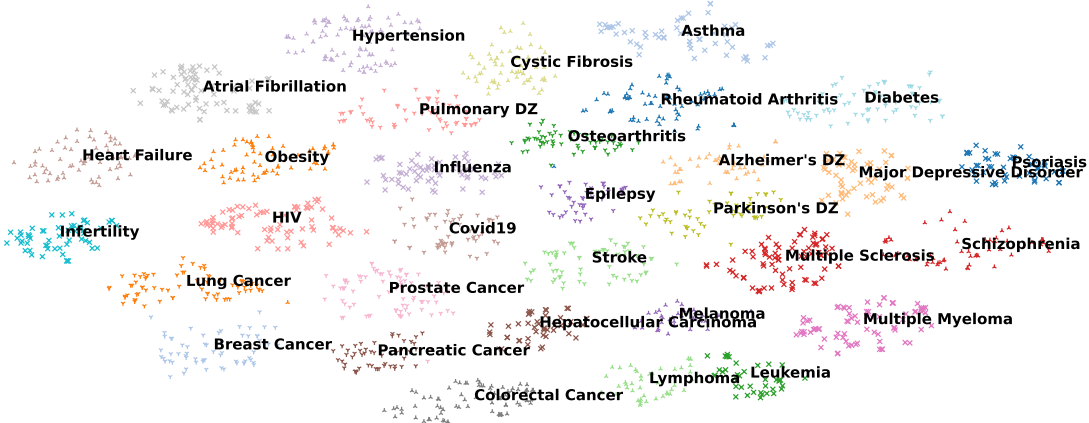 Asthma
Hypertension
Cystic Fibrosis
Atrial Fibrillation
Diabetes
Rheumatoid Arthritis
Pulmonary DZ
Osteoarthritis
Heart Failure
Obesity
Alzheimer's DZ
Psoriasis
Influenza
Major Depressive Disorder
Epilepsy
Parkinson's DZ
HIV
Covid19
Infertility
Schizophrenia
Stroke
Multiple Sclerosis
Lung Cancer
Prostate Cancer
Melanoma
Hepatocellular Carcinoma
Multiple Myeloma
Breast Cancer
Pancreatic Cancer
Leukemia
Lymphoma
Colorectal Cancer